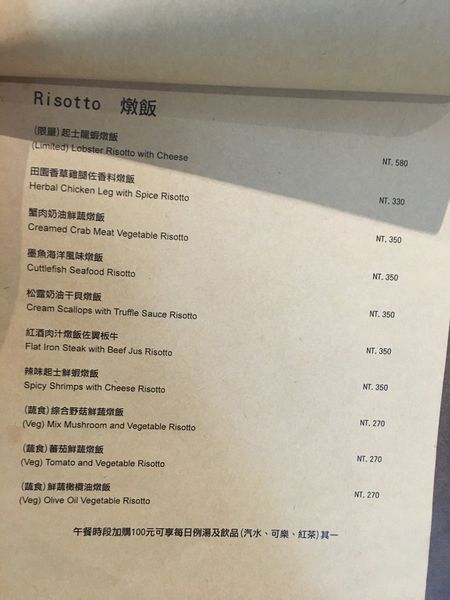 Risotto 燉飯
(限量)起士龍蝦燉飯
(Limited) Lobster Risotto with Cheese NT. 580
田園香草雞腿佐香料燉飯
Herbal Chicken Leg with Spice Risotto NT. 330
蟹肉奶油鮮蔬燉飯
Creamed Crab Meat Vegetable Risotto NT. 350
墨魚海洋風味燉飯
Cuttlefish Seafood Risotto NT. 350
松露奶油干貝燉飯
Cream Scallops with Truffle Sauce Risotto NT. 350
紅酒肉汁燉飯佐翼板牛
Flat Iron Steak with Beef Jus Risotto NT. 350
辣味起士鮮蝦燉飯
Spicy Shrimps with Cheese Risotto NT. 350
(蔬食)綜合野菇鮮蔬燉飯
(Veg) Mix Mushroom and Vegetable Risotto NT. 270
(蔬食)蕃茄鮮蔬燉飯
(Veg) Tomato and Vegetable Risotto NT. 270
(蔬食)鮮蔬橄欖油燉飯
(Veg) Olive Oil Vegetable Risotto NT. 270
午餐時段加購100元可享每日例湯及飲品(汽水、可樂、紅茶)其一